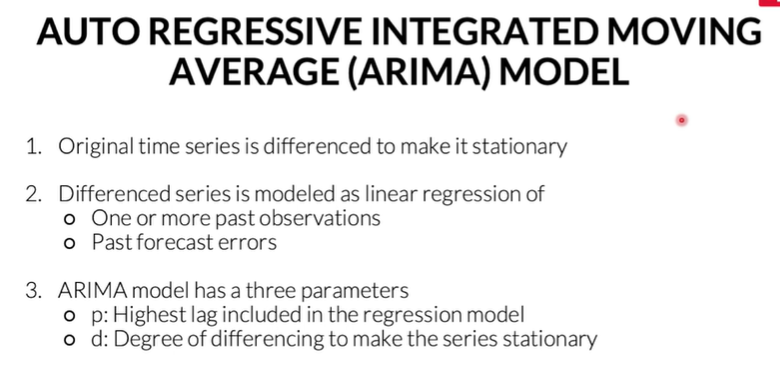 AUTO REGRESSIVE INTEGRATED MOVING
AVERAGE (ARIMA) MODEL
1. Original time series is differenced to make it stationary
2. Differenced series is modeled as linear regression of
o One or more past observations
o Past forecast errors
3. ARIMA model has a three parameters
o p: Highest lag included in the regression model
o d: Degree of differencing to make the series stationary